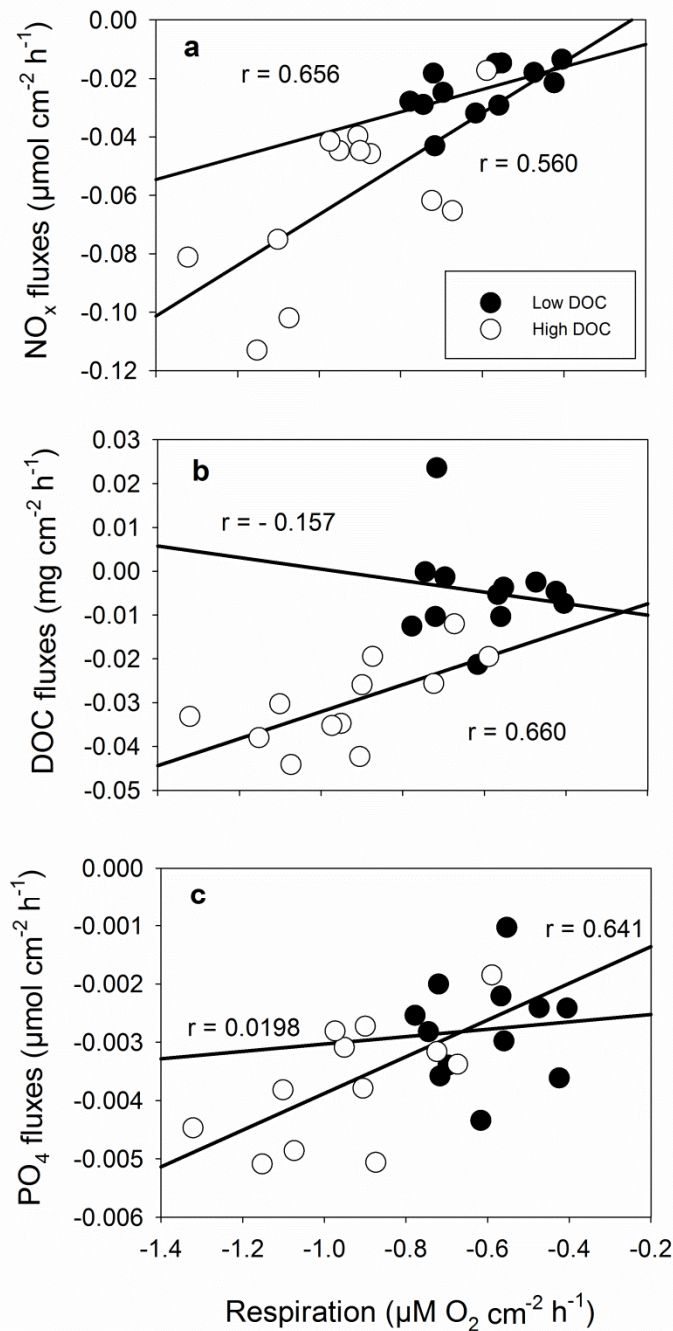 0.00
a
-0.02
r = 0.656
-0.04
r = 0.560
-0.06
-0.08
Low DOC
High DOC
-0.10
-0.12
NOx fluxes (µmol cm-2 h-1)
0.03
b
0.02
r = - 0.157
0.01
0.00
-0.01
-0.02
-0.03
r = 0.660
-0.04
-0.05
DOC fluxes (mg cm-2 h-1)
0.000
c
-0.001
r = 0.641
-0.002
r = 0.0198
-0.003
-0.004
-0.005
-0.006
PO4 fluxes (µmol cm-2 h-1)
-1.4 -1.2 -1.0 -0.8 -0.6 -0.4 -0.2
Respiration (µM O2 cm-2 h-1)